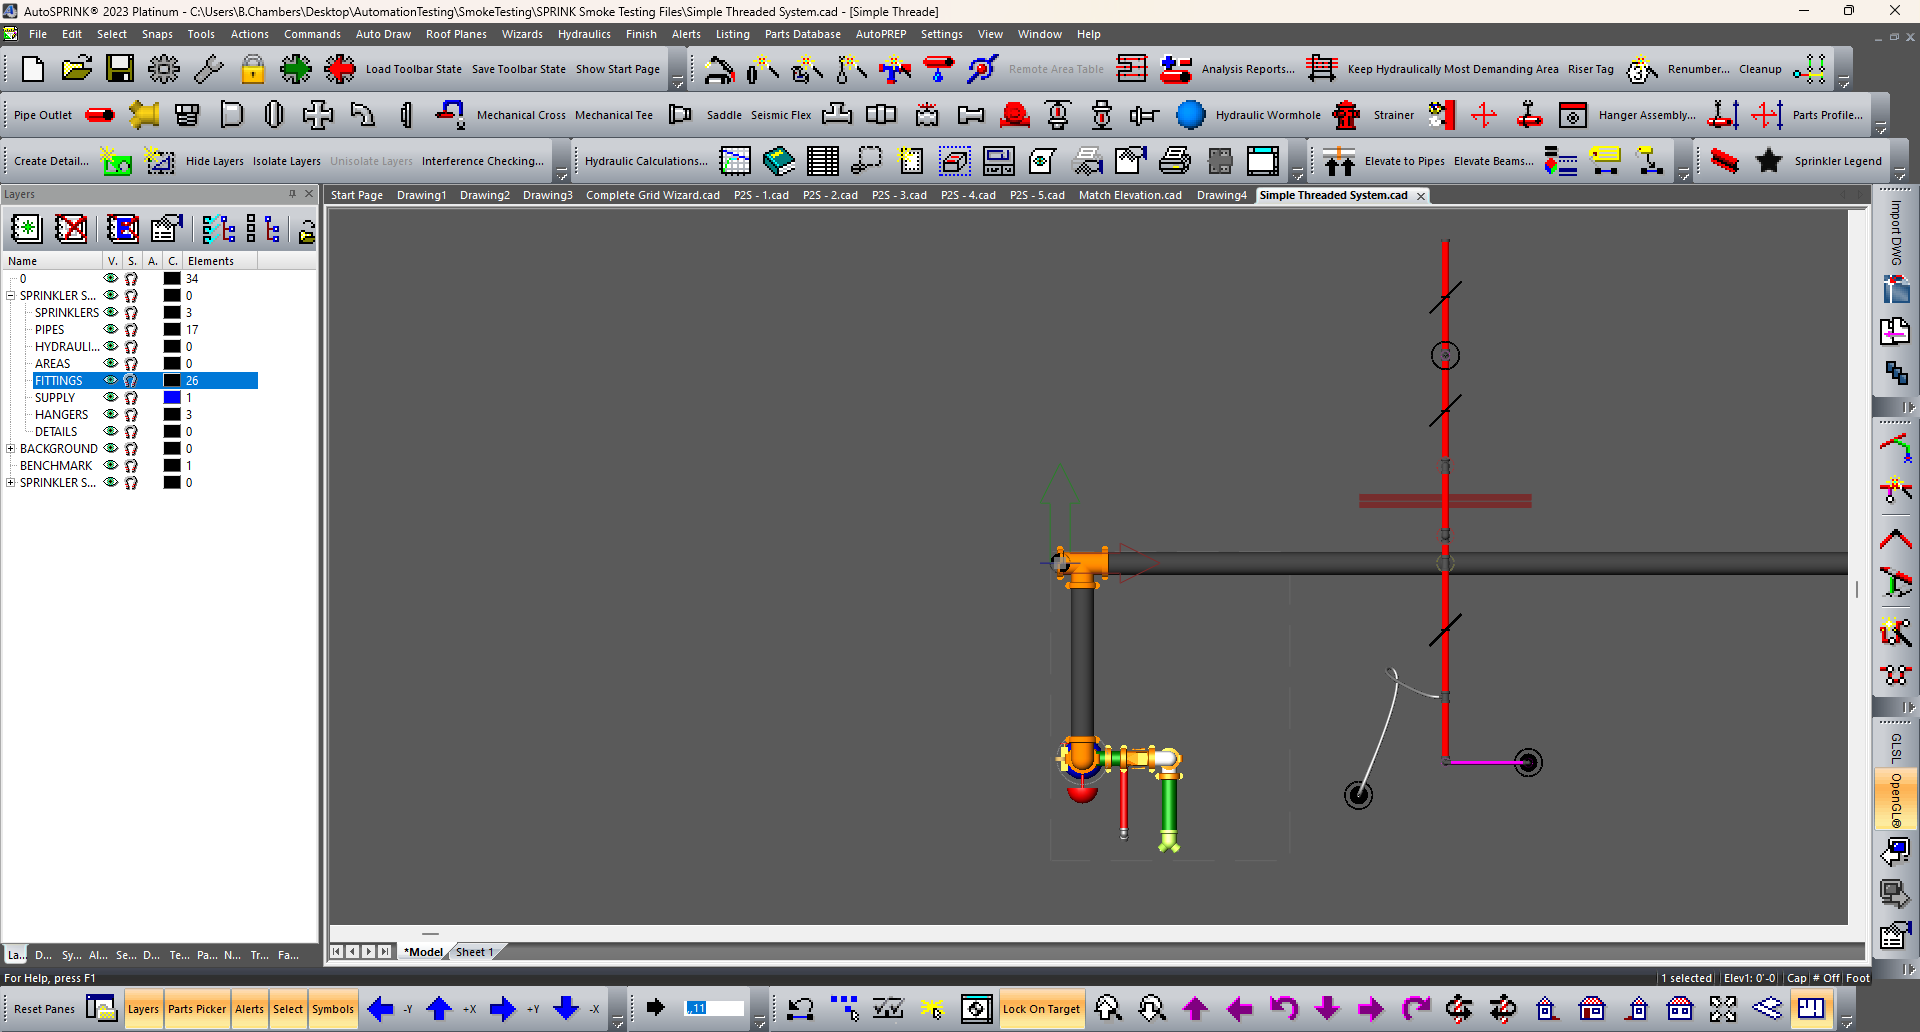 AutoSPRINK® 2023 Platinum - C:\Users\B.Chambers\Desktop\AutomationTesting\SmokeTesting\SPRINK Smoke Testing Files\Simple Threaded System.cad - [Simple Threade]
File Edit Select Snaps Tools Actions Commands Auto Draw Roof Planes Wizards Hydraulics Finish Alerts Listing Parts Database AutoPREP Settings View Window Help
Load Toolbar State Save Toolbar State Show Start Page Remote Area Table Analysis Reports... Keep Hydraulically Most Demanding Area Riser Tag Renumber... Cleanup
Pipe Outlet Mechanical Cross Mechanical Tee Saddle Seismic Flex Hydraulic Wormhole Strainer Hanger Assembly... Parts Profile...
Create Detail... Hide Layers Isolate Layers Unisolate Layers Interference Checking... Hydraulic Calculations... Elevate to Pipes Elevate Beams... Sprinkler Legend
Layers
Start Page Drawing1 Drawing2 Drawing3 Complete Grid Wizard.cad P2S - 1.cad P2S - 2.cad P2S - 3.cad P2S - 4.cad P2S - 5.cad Match Elevation.cad Drawing4 Simple Threaded System.cad
Name V. S. A. C. Elements
0 34
SPRINKLER S... 0
SPRINKLERS 3
PIPES 17
HYDRAULI... 0
AREAS 0
FITTINGS 26
SUPPLY 1
HANGERS 3
DETAILS 0
BACKGROUND 0
BENCHMARK 1
SPRINKLER S... 0
Import DWG
GLSL
OpenGL®
*Model Sheet 1
La... D... Sy... Al... Se... D... Te... Pa... N... Tr... Fa...
For Help, press F1
1 selected Elev1: 0'-0 Cap # Off Foot
Reset Panes Layers Parts Picker Alerts Select Symbols -Y +X +Y -X ,,11 Lock On Target